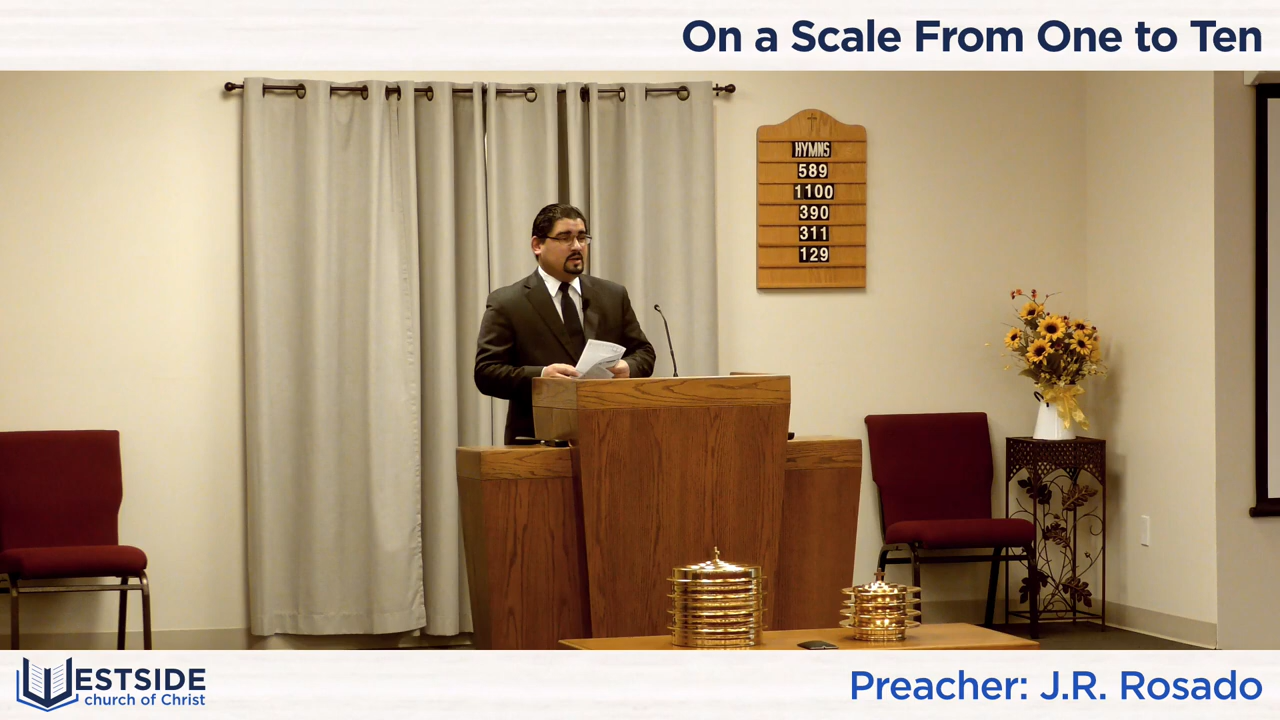 On a Scale From One to Ten
HYMNS
589
1100
390
311
129
WESTSIDE
church of Christ
Preacher: J.R. Rosado